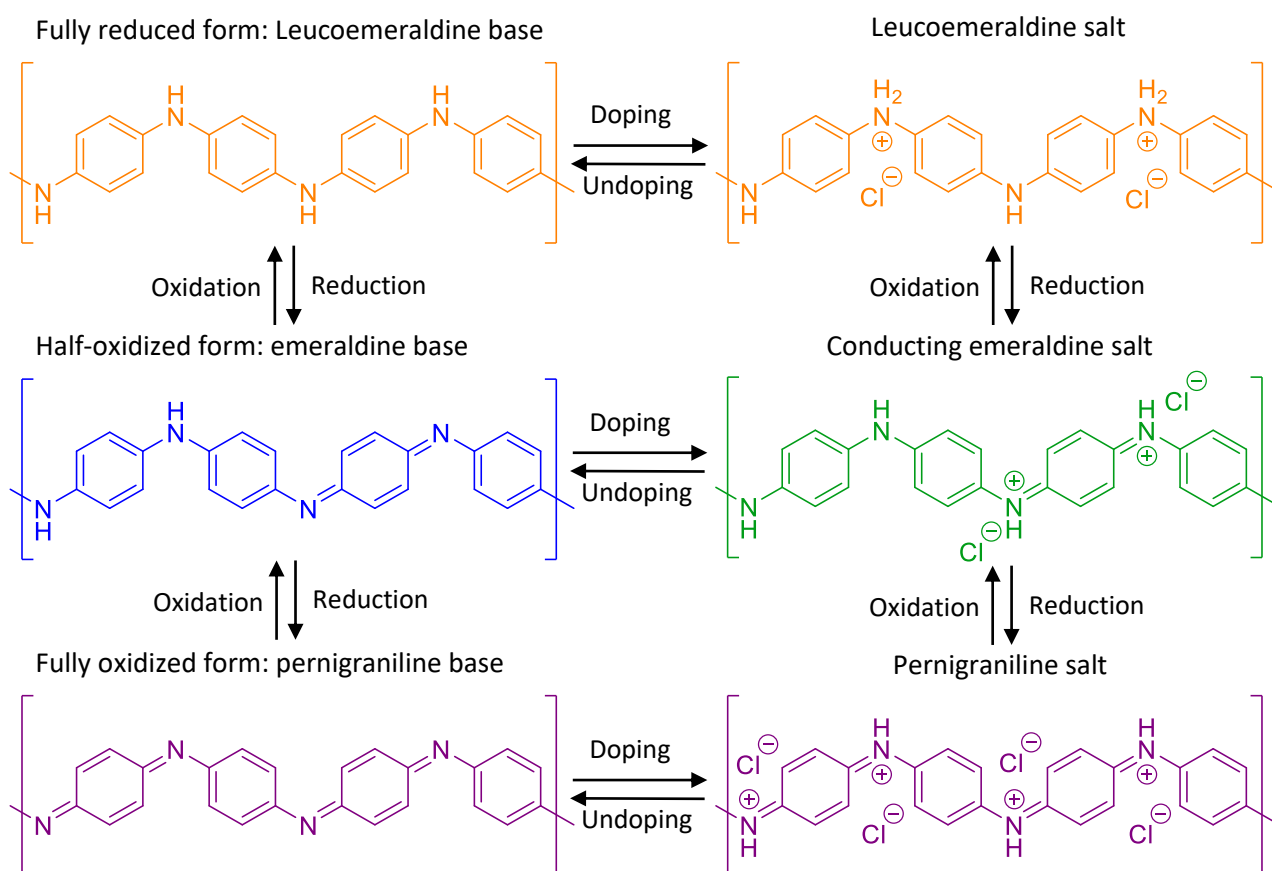 Fully reduced form: Leucoemeraldine base
Leucoemeraldine salt
H
N
H
N
N
H
N
H
Doping
Undoping
H2
N
⊕
H2
N
⊕
Cl⊖
Cl⊖
N
H
N
H
Oxidation
Reduction
Oxidation
Reduction
Half-oxidized form: emeraldine base
Conducting emeraldine salt
H
N
N
N
H
N
Doping
Undoping
H
N
H
N
⊕
Cl⊖
N
H
⊕
N
H
Cl⊖
Oxidation
Reduction
Oxidation
Reduction
Fully oxidized form: pernigraniline base
Pernigraniline salt
N
N
N
N
Doping
Undoping
Cl⊖
H
N
⊕
Cl⊖
H
N
⊕
⊕
N
H
Cl⊖
⊕
N
H
Cl⊖